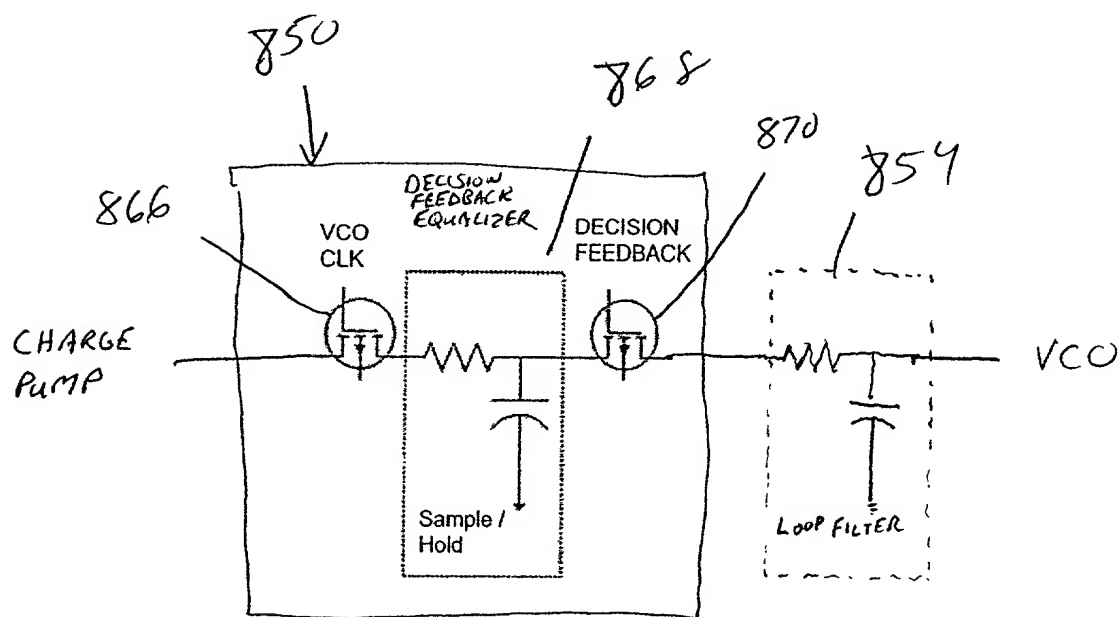 850
868
870
854
866
DECISION
FEEDBACK
EQUALIZER
VCO
CLK
DECISION
FEEDBACK
CHARGE
PUMP
VCO
Sample /
Hold
LOOP FILTER